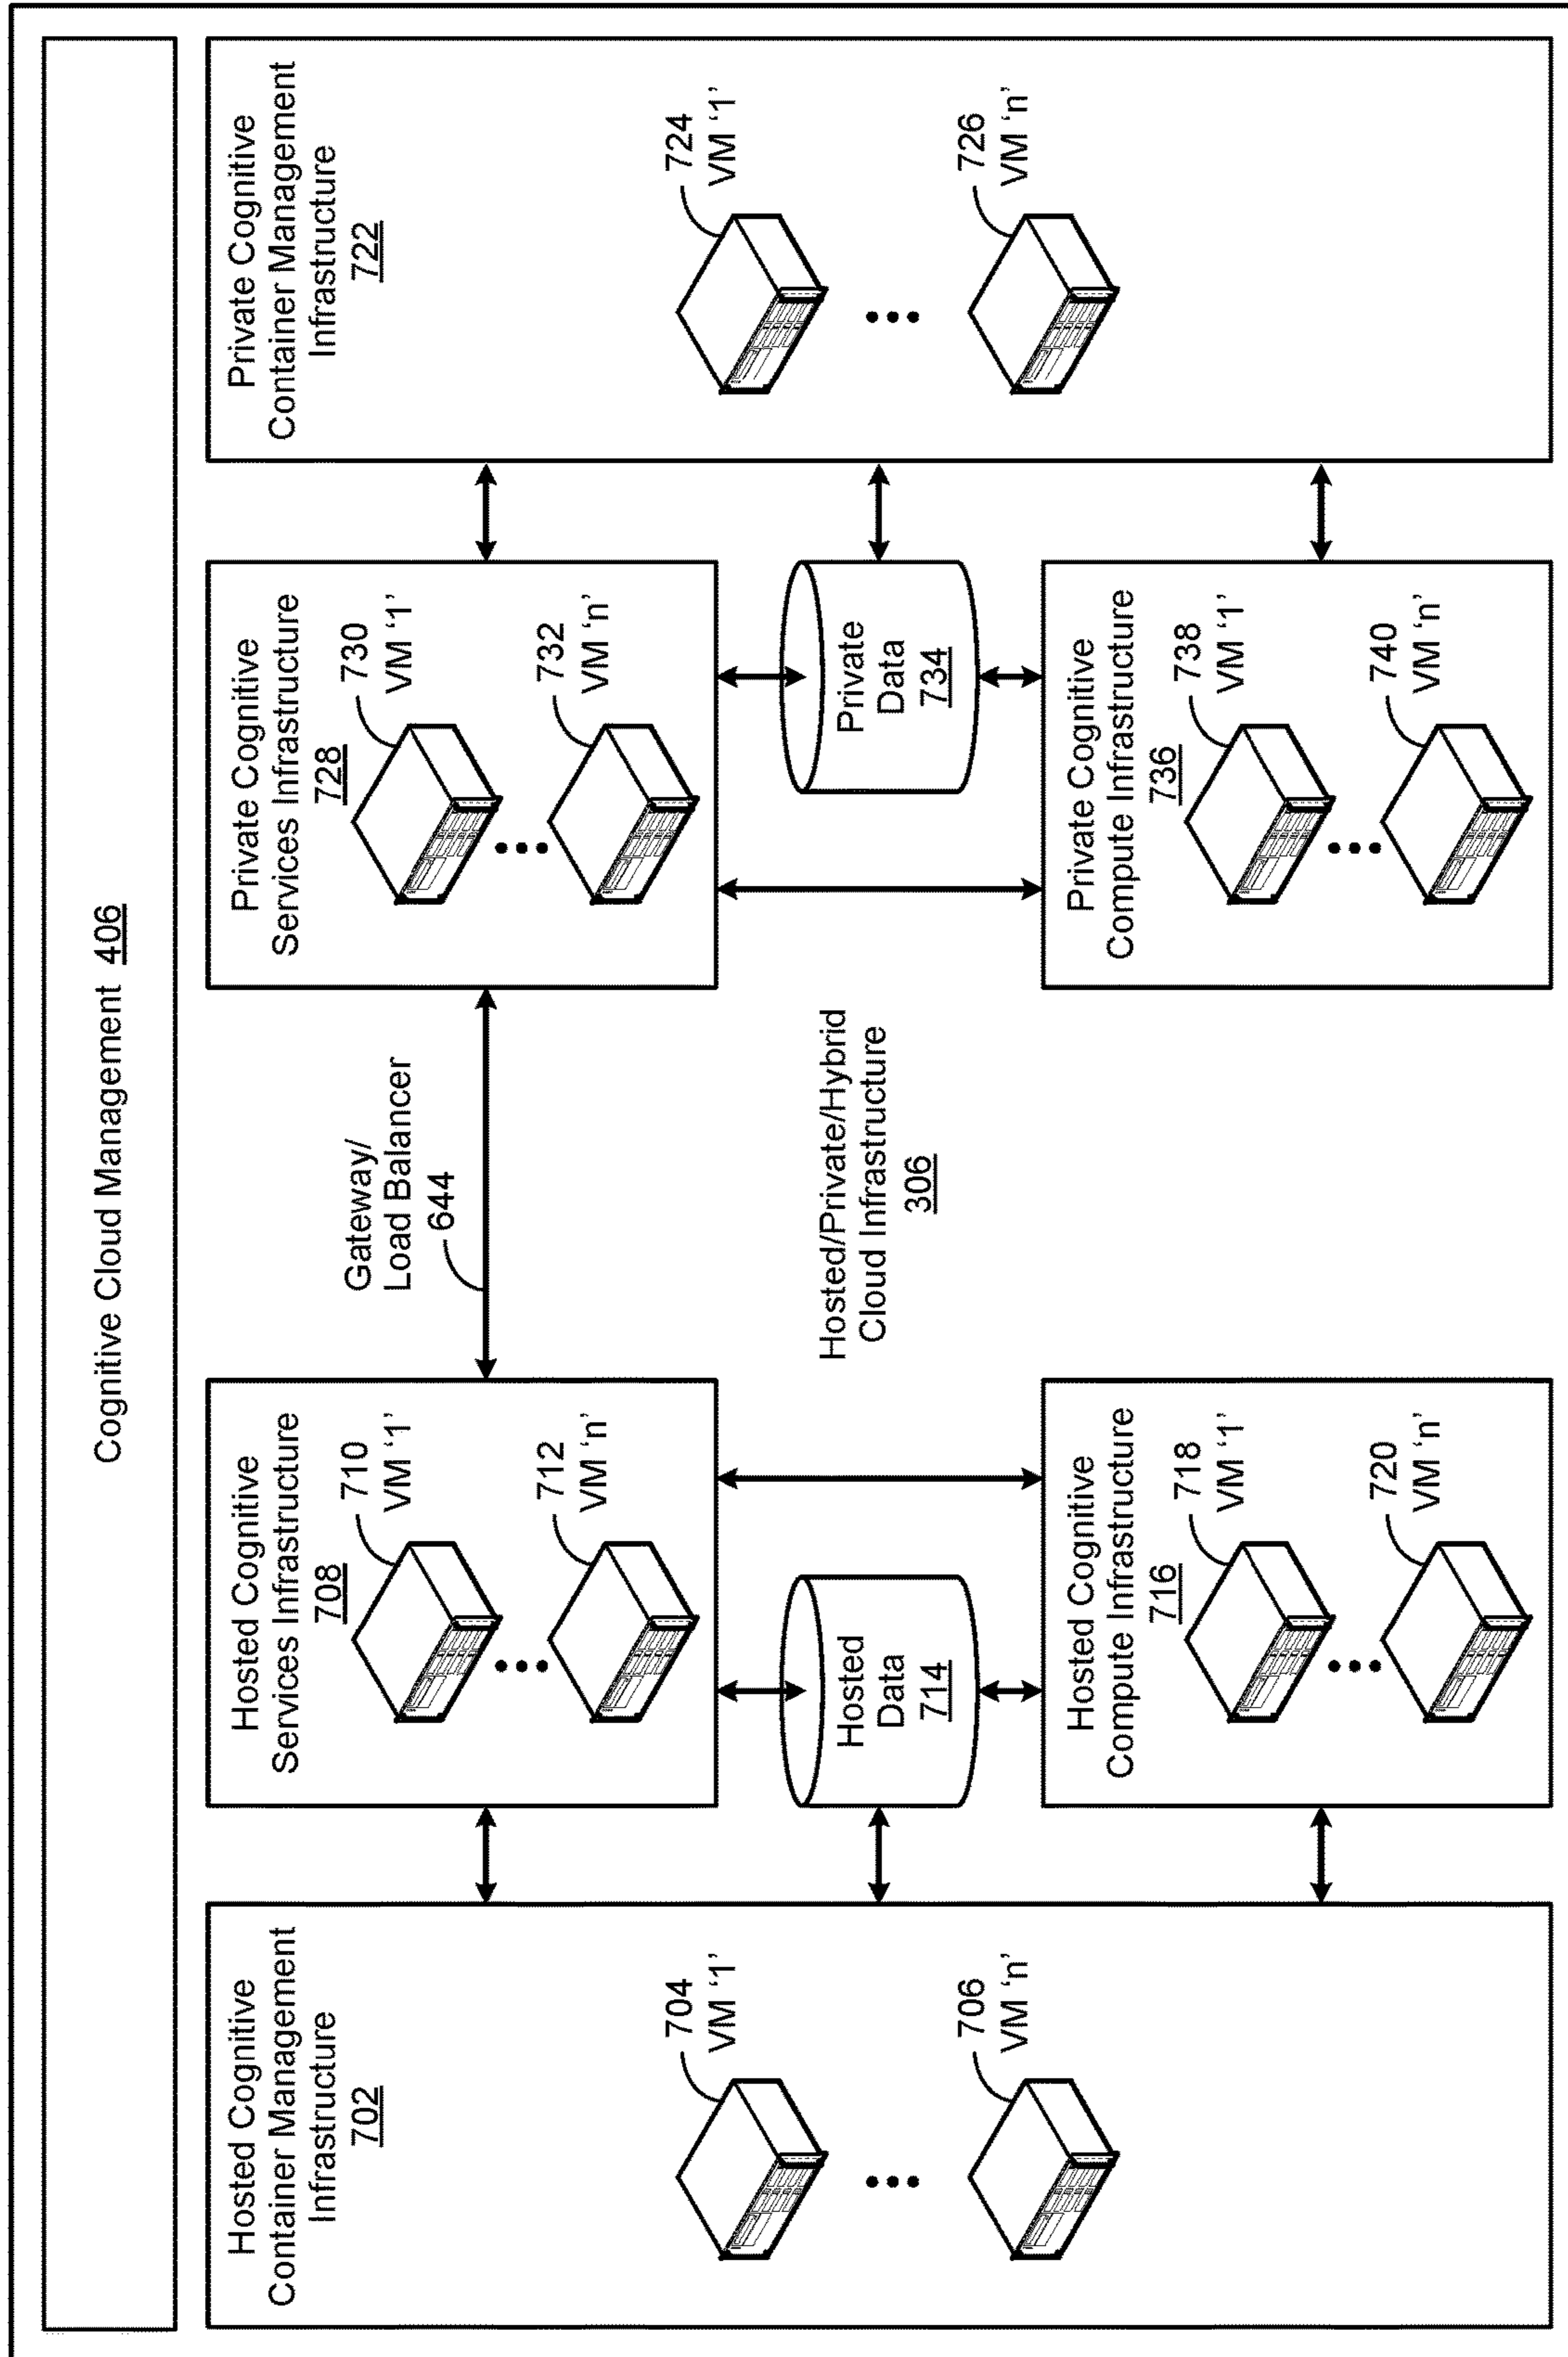 Cognitive Cloud Management 406
Hosted Cognitive
Container Management
Infrastructure
702
704
VM ‘1’
706
VM ‘n’
Hosted Cognitive
Services Infrastructure
708
710
VM ‘1’
712
VM ‘n’
Hosted
Data
714
Hosted Cognitive
Compute Infrastructure
716
718
VM ‘1’
720
VM ‘n’
Gateway/
Load Balancer
644
Hosted/Private/Hybrid
Cloud Infrastructure
306
Private Cognitive
Services Infrastructure
728
730
VM ‘1’
732
VM ‘n’
Private
Data
734
Private Cognitive
Compute Infrastructure
736
738
VM ‘1’
740
VM ‘n’
Private Cognitive
Container Management
Infrastructure
722
724
VM ‘1’
726
VM ‘n’